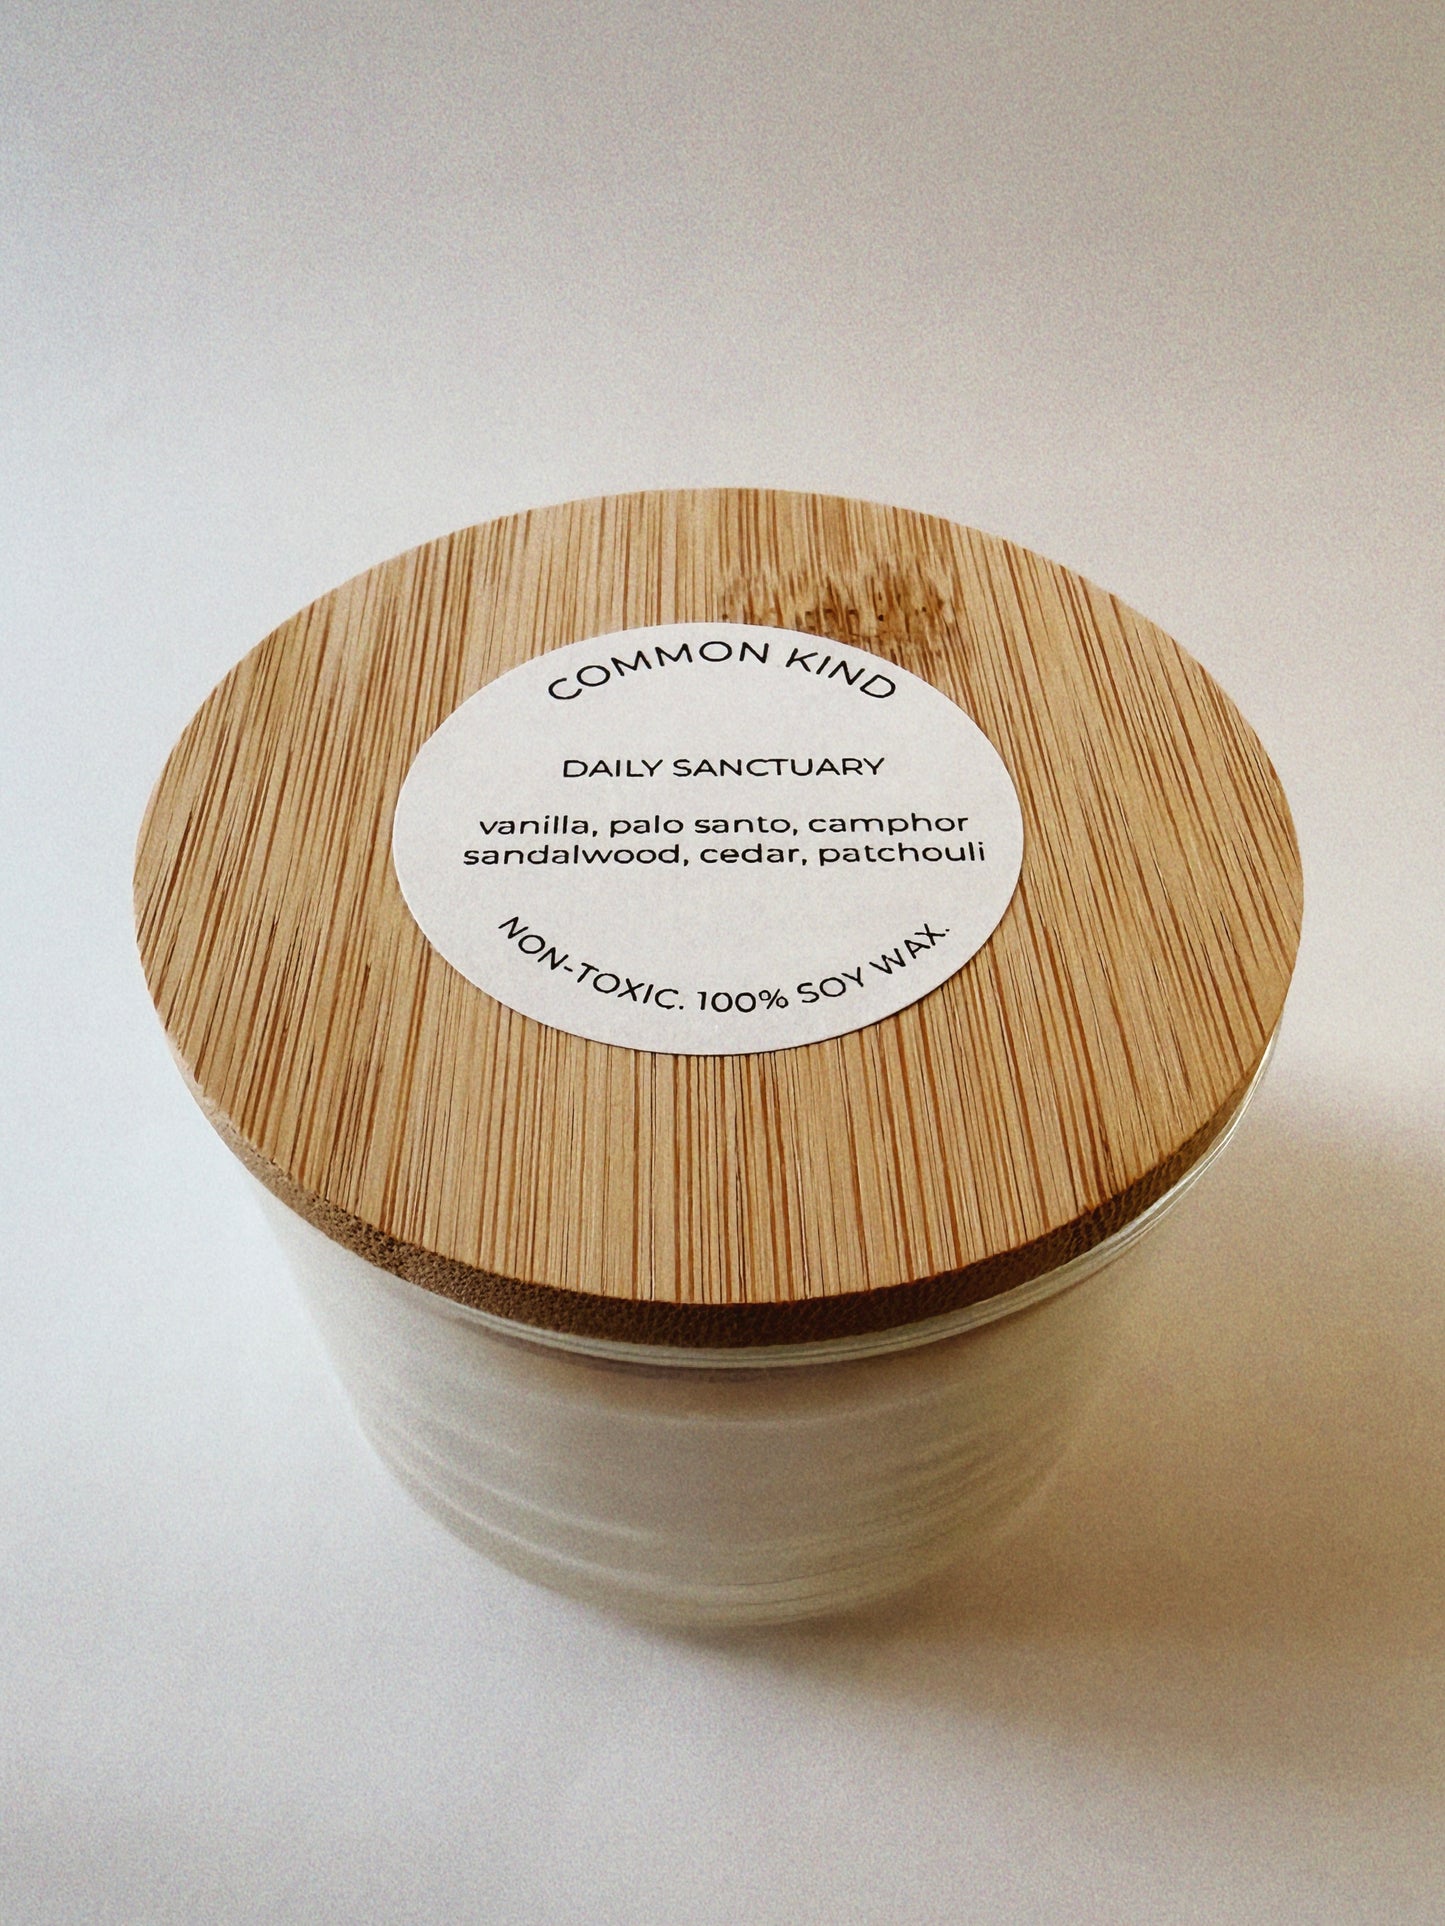 COMMON KIND
DAILY SANCTUARY
vanilla, palo santo, camphor
sandalwood, cedar, patchouli
NON-TOXIC. 100% SOY WAX.